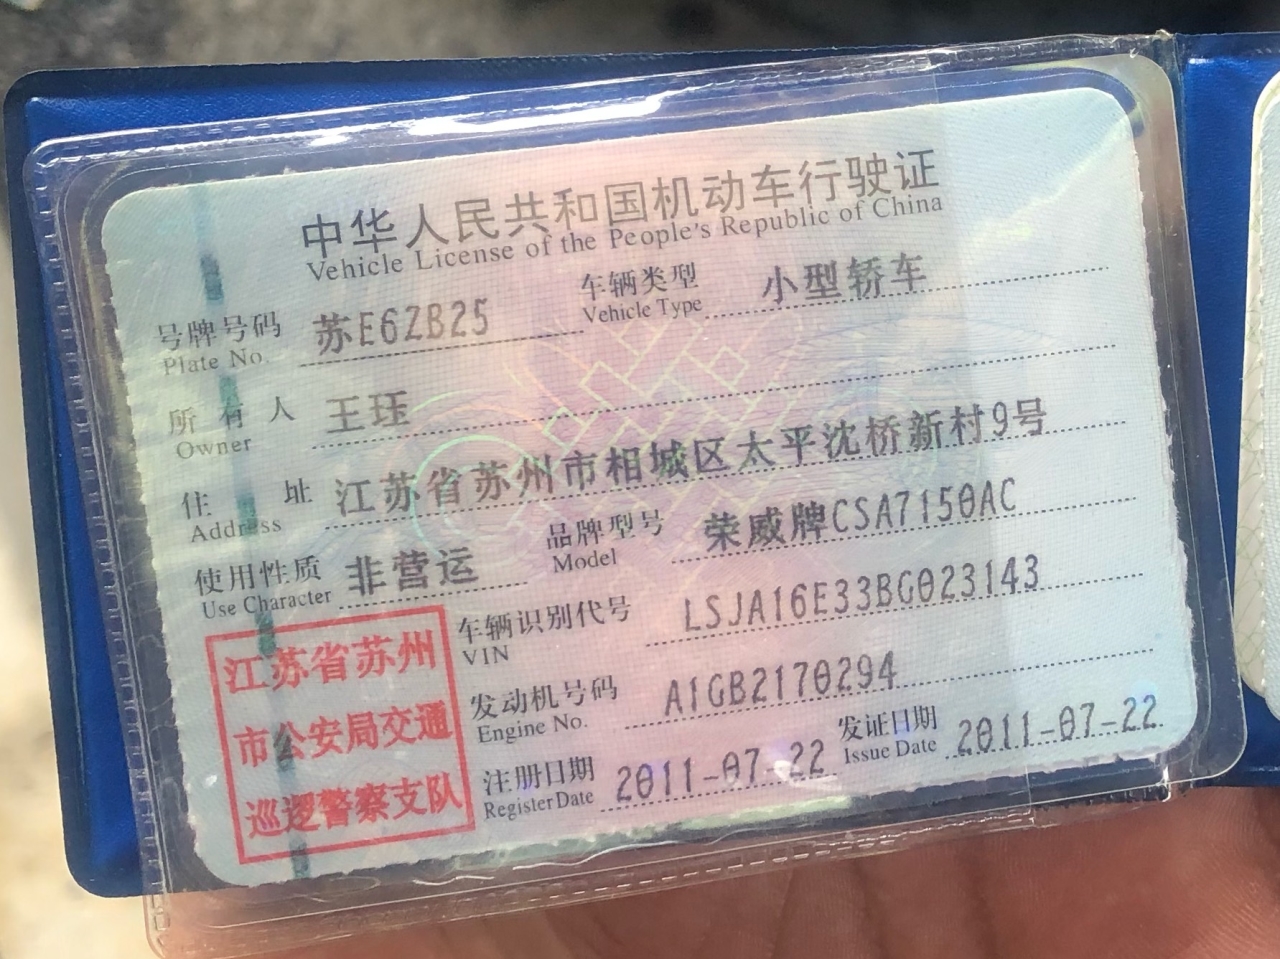 中华人民共和国机动车行驶证
Vehicle License of the People's Republic of China
号牌号码 苏E6ZB25 车辆类型 小型轿车
Plate No. Vehicle Type
所有人 王珏
Owner
住址 江苏省苏州市相城区太平沈桥新村9号
Address
使用性质 非营运 品牌型号 荣威牌CSA7150AC
Use Character Model
车辆识别代号 LSJA16E33BG023143
VIN
发动机号码 A1GB2170294
Engine No.
注册日期 2011-07-22 发证日期 2011-07-22
Register Date Issue Date
江苏省苏州
市公安局交通
巡逻警察支队